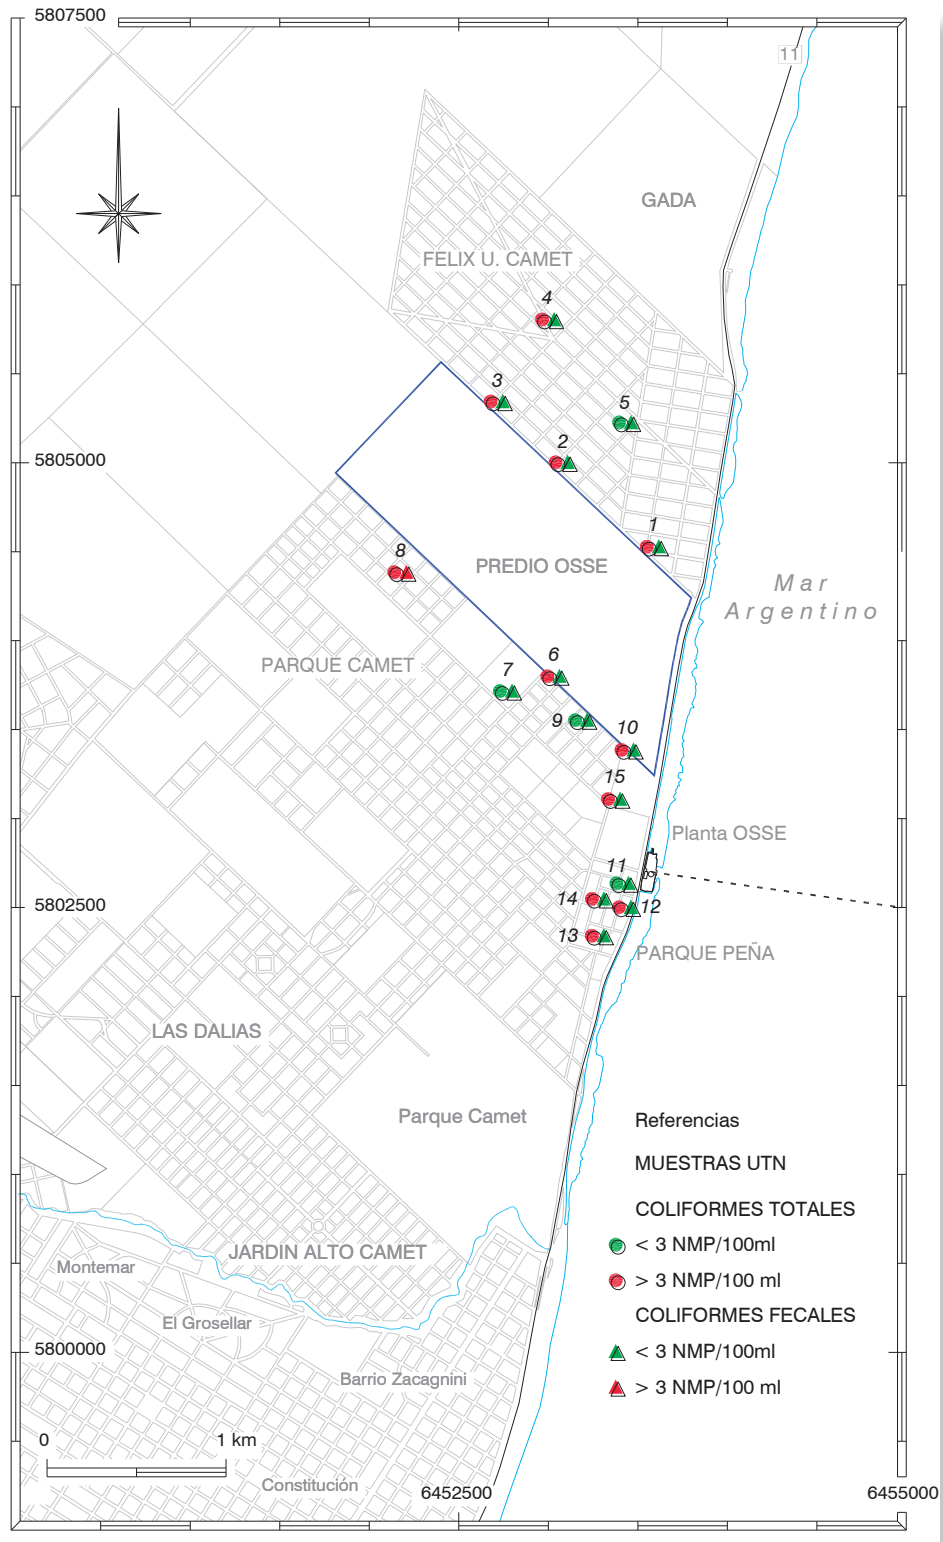 5807500
11
GADA
FELIX U. CAMET
4
3
5
2
5805000
1
8
PREDIO OSSE
Mar
Argentino
6
PARQUE CAMET
7
9
10
15
Planta OSSE
11
14
12
5802500
13
PARQUE PEÑA
LAS DALIAS
Parque Camet
Referencias
MUESTRAS UTN
COLIFORMES TOTALES
< 3 NMP/100ml
JARDIN ALTO CAMET
Montemar
> 3 NMP/100 ml
COLIFORMES FECALES
El Grosellar
5800000
< 3 NMP/100ml
Barrio Zacagnini
> 3 NMP/100 ml
0
1 km
Constitución
6452500
6455000